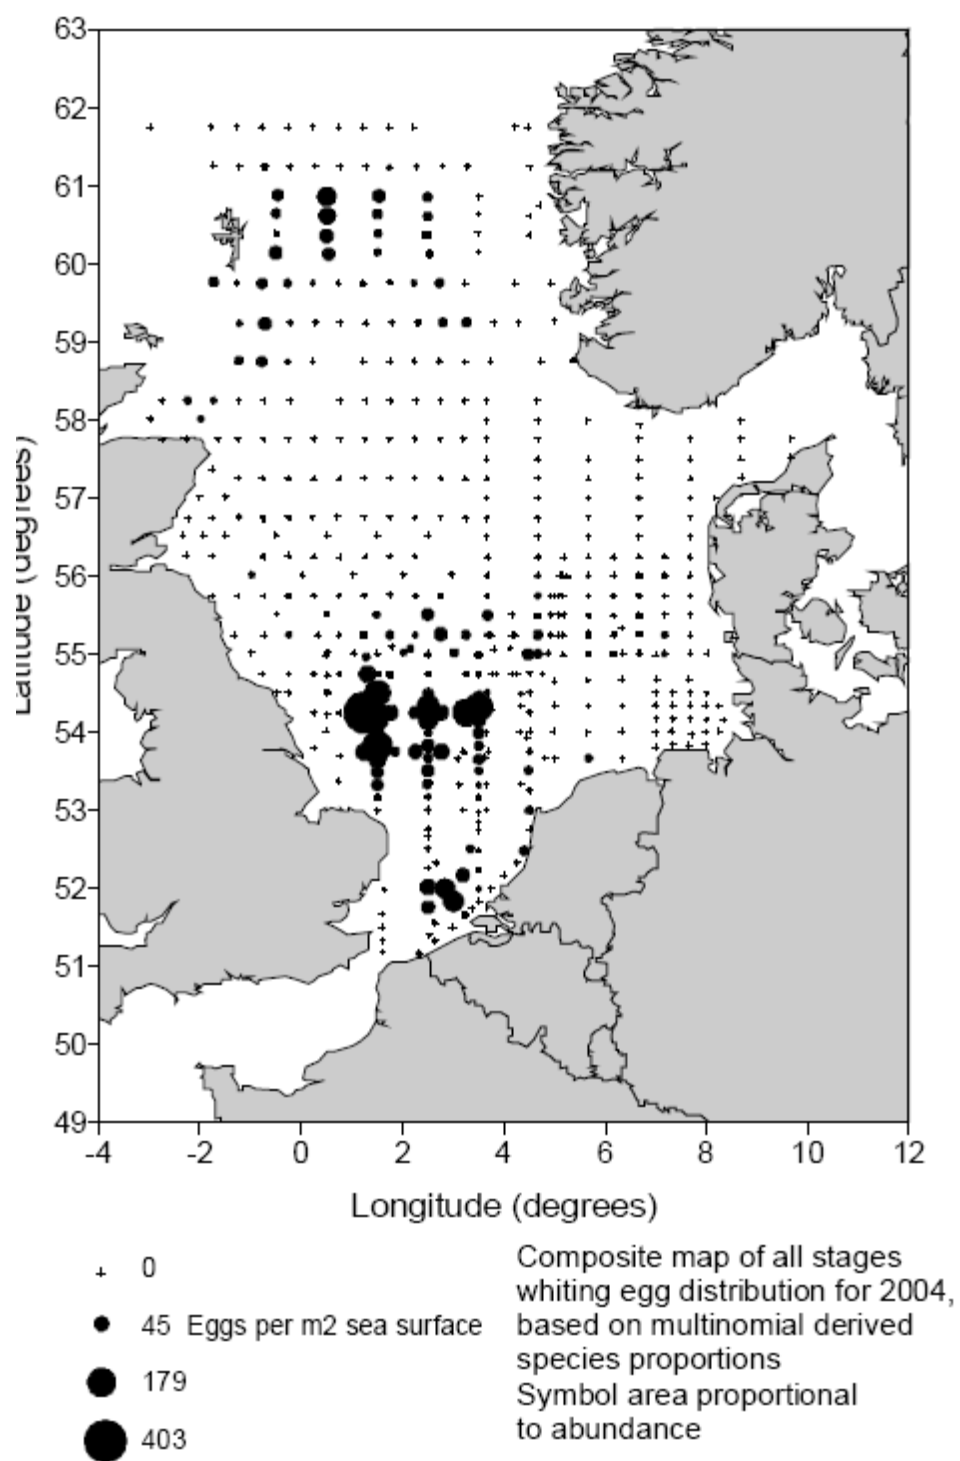 63
62
61
60
59
58
57
56
55
54
53
52
51
50
49
Latitude (degrees)
-4 -2 0 2 4 6 8 10 12
Longitude (degrees)
0
45 Eggs per m2 sea surface
179
403
Composite map of all stages
whiting egg distribution for 2004,
based on multinomial derived
species proportions
Symbol area proportional
to abundance